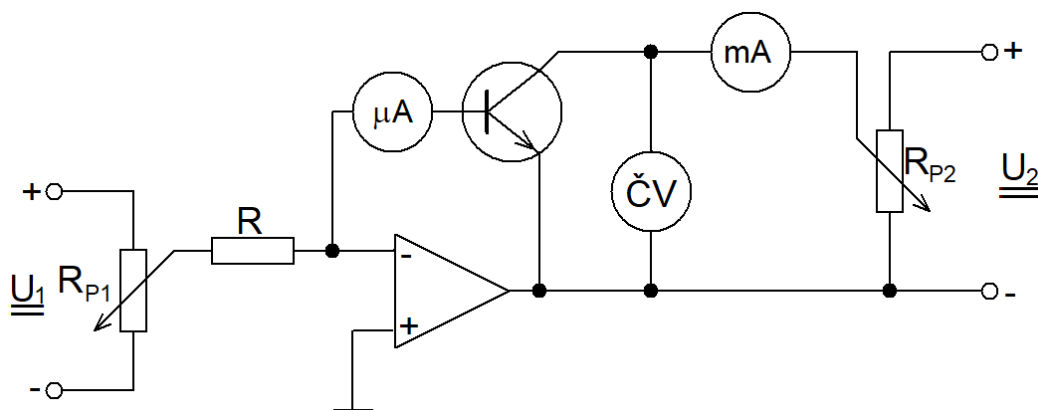 mA
+
μA
R_P2
U_2
ČV
+
R
-
U_1
R_P1
+
-
-